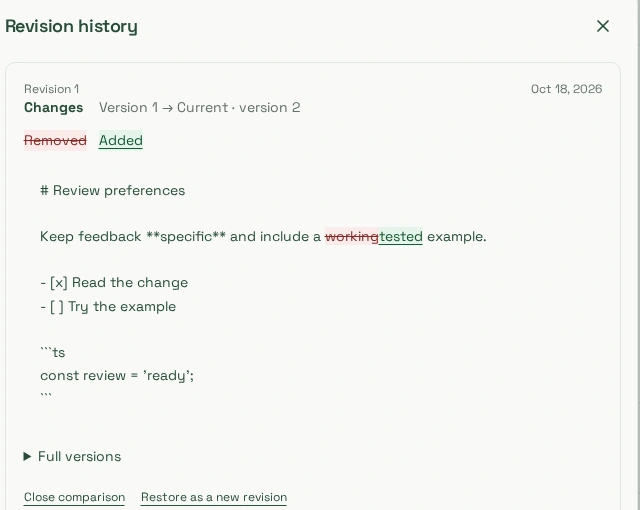 Revision history
Revision 1 Oct 18, 2026
Changes Version 1 → Current · version 2
Removed Added
# Review preferences
Keep feedback **specific** and include a workingtested example.
- [x] Read the change
- [ ] Try the example
```ts
const review = 'ready';
```
Full versions
Close comparison Restore as a new revision